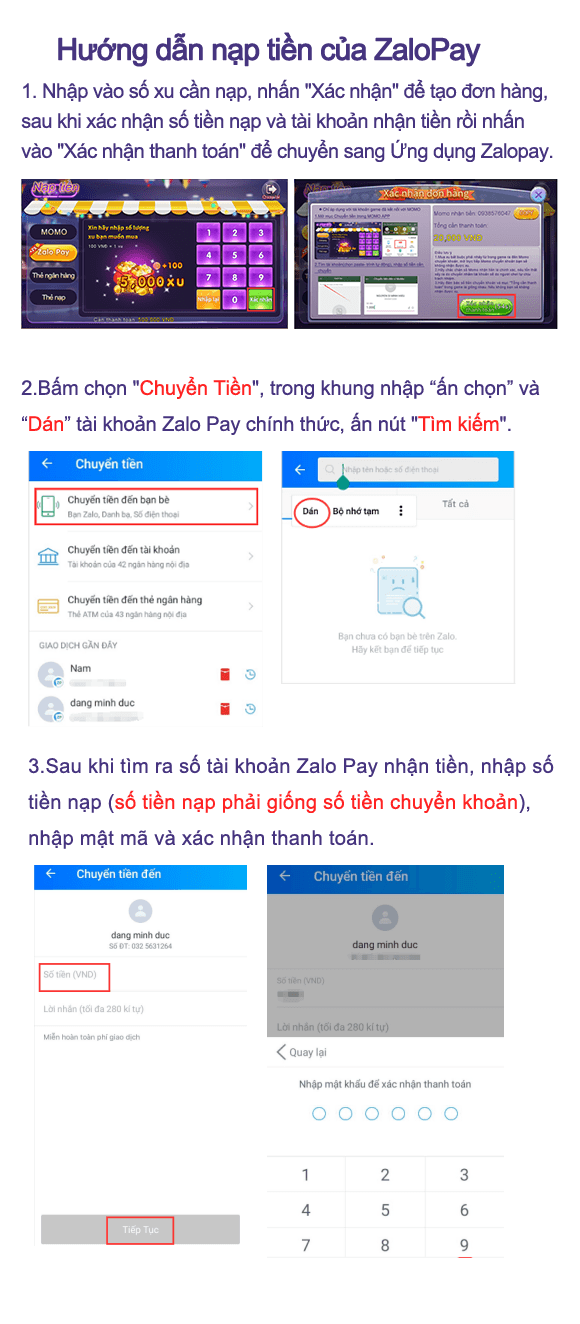 Hướng dẫn nạp tiền của ZaloPay
1. Nhập vào số xu cần nạp, nhấn "Xác nhận" để tạo đơn hàng,
sau khi xác nhận số tiền nạp và tài khoản nhận tiền rồi nhấn
vào "Xác nhận thanh toán" để chuyển sang Ứng dụng Zalopay.
Nạp tiền
MOMO
Zalo Pay
Thẻ ngân hàng
Thẻ nạp
Xin hãy nhập số lượng
xu bạn muốn mua
100 VND = 1 xu
+100
5,000XU
1 2 3
4 5 6
7 8 9
Nhập lại 0 Xác nhận
Cần thanh toán: 500,000 VND
Xác nhận đơn hàng
Momo nhận tiền: 0938576047
Tổng cần thanh toán
20,000 VND
Xác nhận
2.Bấm chọn "Chuyển Tiền", trong khung nhập “ấn chọn” và
“Dán” tài khoản Zalo Pay chính thức, ấn nút "Tìm kiếm".
Chuyển tiền
Chuyển tiền đến bạn bè
Bạn Zalo, Danh bạ, Số điện thoại
Chuyển tiền đến tài khoản
Tài khoản của 42 ngân hàng nội địa
Chuyển tiền đến thẻ ngân hàng
Thẻ ATM của 43 ngân hàng nội địa
GIAO DỊCH GẦN ĐÂY
Nam
dang minh duc
Nhập tên hoặc số điện thoại
Dán Bộ nhớ tạm
Tất cả
Bạn chưa có bạn bè trên Zalo.
Hãy kết bạn để tiếp tục
3.Sau khi tìm ra số tài khoản Zalo Pay nhận tiền, nhập số
tiền nạp (số tiền nạp phải giống số tiền chuyển khoản),
nhập mật mã và xác nhận thanh toán.
Chuyển tiền đến
dang minh duc
Số ĐT: 032 5631264
Số tiền (VND)
Lời nhắn (tối đa 280 kí tự)
Miễn hoàn toàn phí giao dịch
Tiếp Tục
Chuyển tiền đến
dang minh duc
Số tiền (VND)
Lời nhắn (tối đa 280 kí tự)
Quay lại
Nhập mật khẩu để xác nhận thanh toán
1 2 3
4 5 6
7 8 9